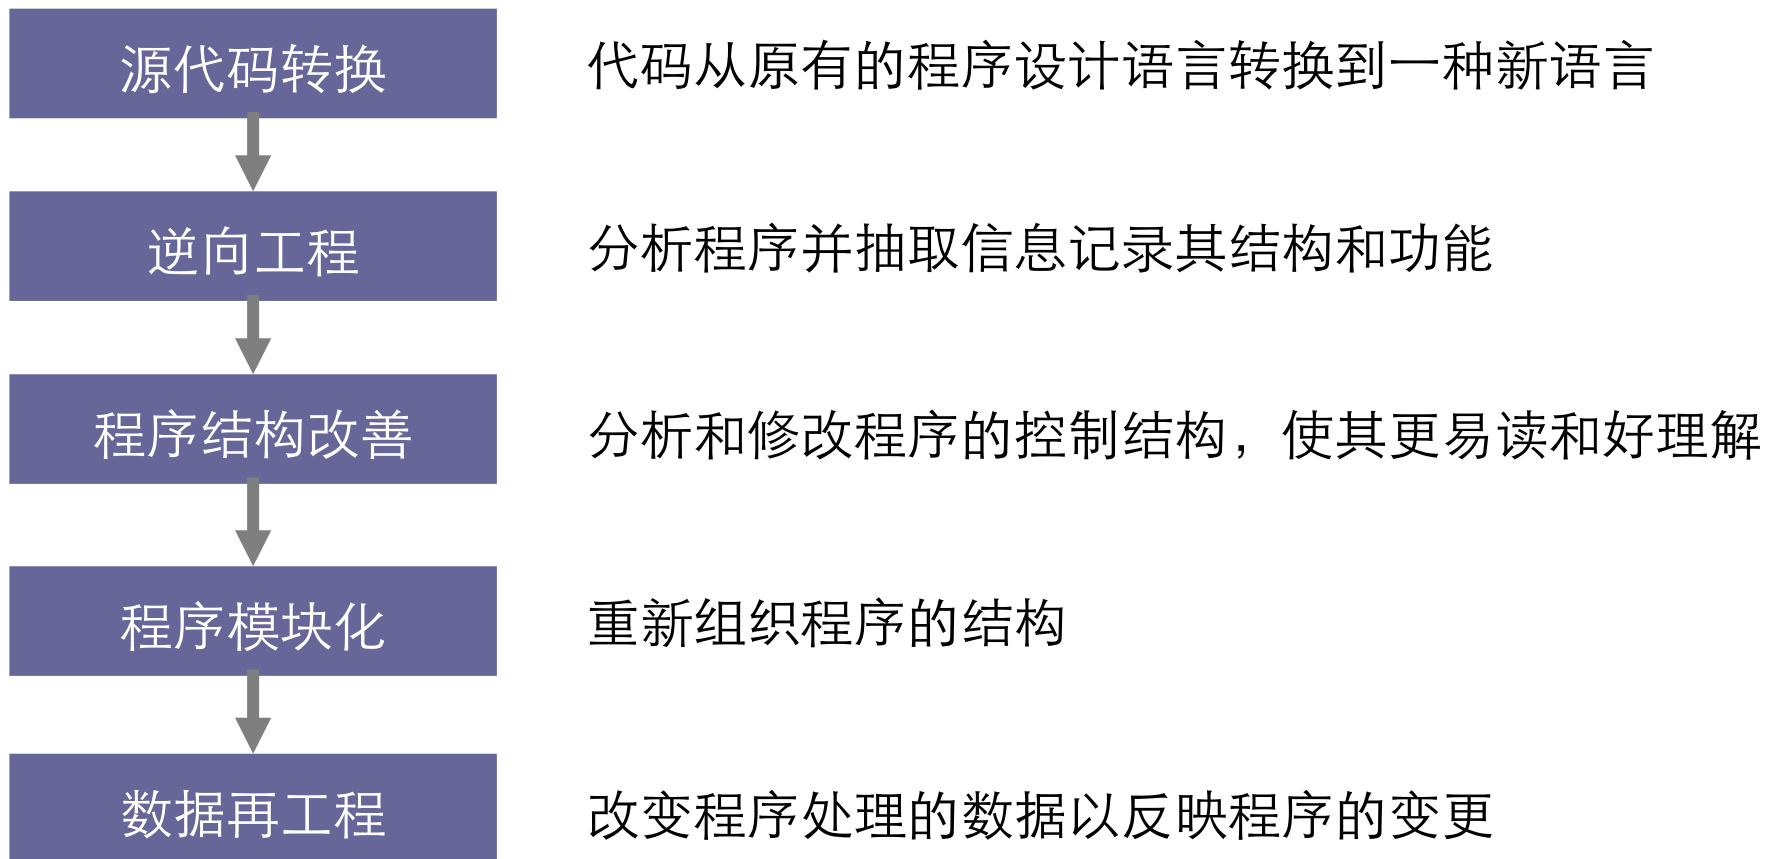 源代码转换
代码从原有的程序设计语言转换到一种新语言
逆向工程
分析程序并抽取信息记录其结构和功能
程序结构改善
分析和修改程序的控制结构，使其更易读和好理解
程序模块化
重新组织程序的结构
数据再工程
改变程序处理的数据以反映程序的变更